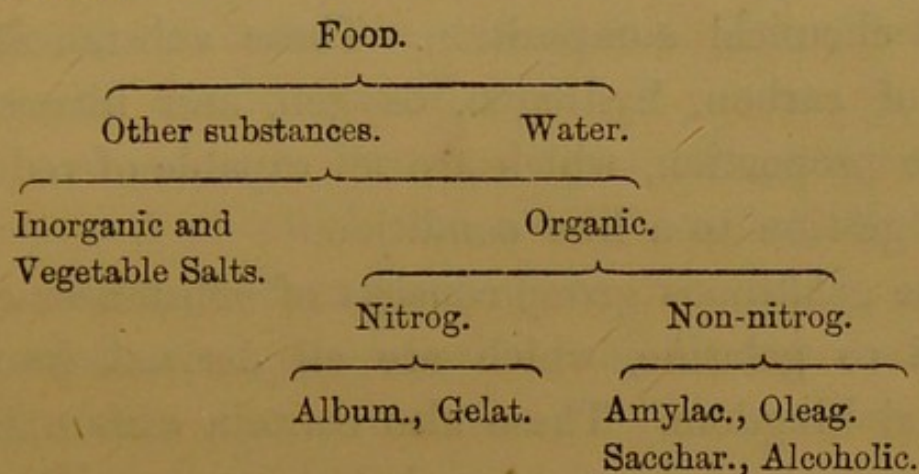 FOOD.
Other substances. Water.
Inorganic and Organic.
Vegetable Salts.
Nitrog. Non-nitrog.
Album., Gelat. Amylac., Oleag.
Sacchar., Alcoholic.